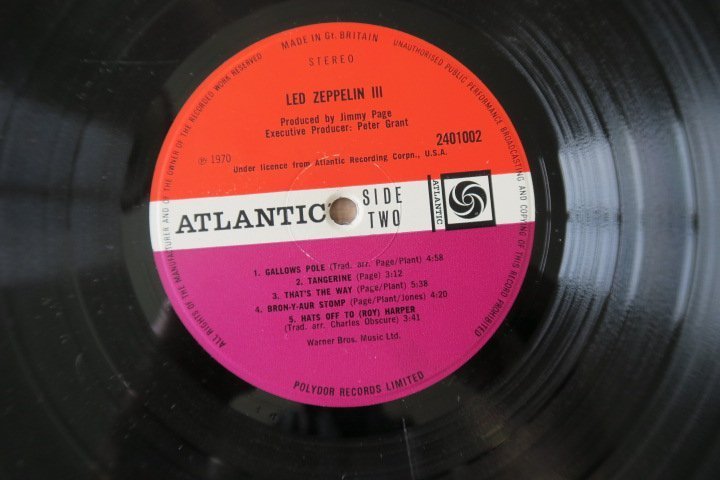 MADE IN Gt. BRITAIN
UNAUTHORISED PUBLIC PERFORMANCE BROADCASTING AND COPYING OF THIS RECORD PROHIBITED
ALL RIGHTS OF THE MANUFACTURER AND OF THE OWNER OF THE RECORDED WORK RESERVED
STEREO
LED ZEPPELIN III
Produced by Jimmy Page
Executive Producer: Peter Grant
2401002
℗ 1970
Under licence from Atlantic Recording Corpn., U.S.A.
ATLANTIC
SIDE
TWO
ATLANTIC
1. GALLOWS POLE (Trad. arr. Page/Plant) 4:58
2. TANGERINE (Page) 3:12
3. THAT'S THE WAY (Page/Plant) 5:38
4. BRON-Y-AUR STOMP (Page/Plant/Jones) 4:20
5. HATS OFF TO (ROY) HARPER
(Trad. arr. Charles Obscure) 3:41
Warner Bros. Music Ltd.
POLYDOR RECORDS LIMITED